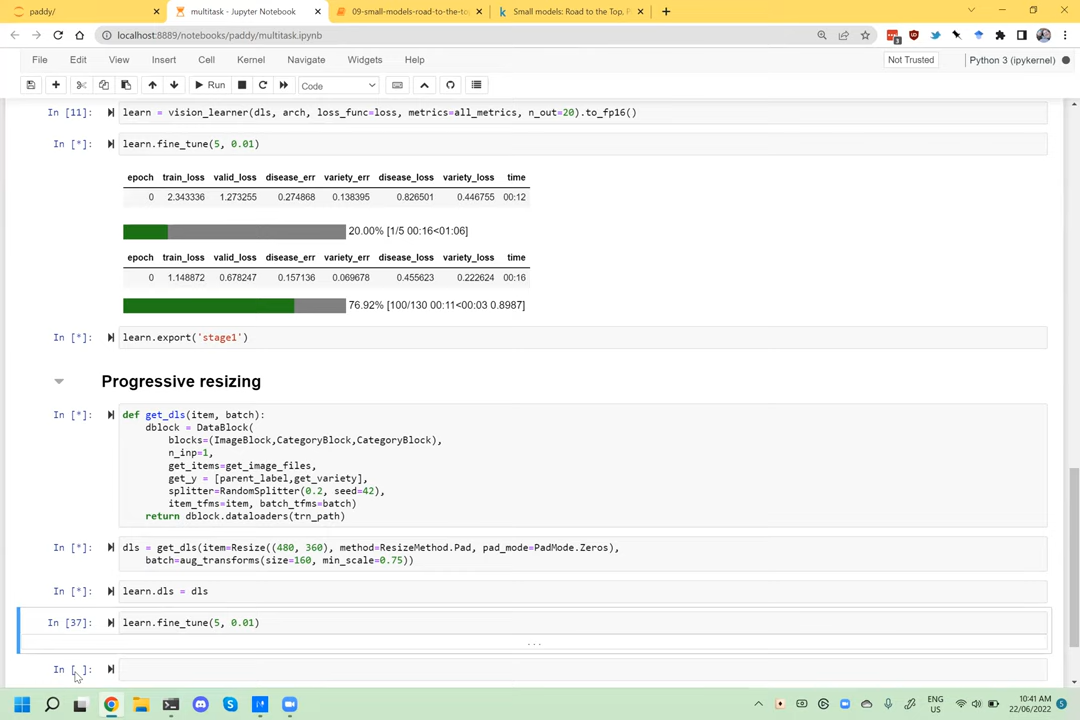 paddy/
multitask - Jupyter Notebook
09-small-models-road-to-the-to
Small models: Road to the Top, P
localhost:8889/notebooks/paddy/multitask.ipynb
File Edit View Insert Cell Kernel Navigate Widgets Help
Not Trusted
Python 3 (ipykernel)
Run
Code
In [11]: learn = vision_learner(dls, arch, loss_func=loss, metrics=all_metrics, n_out=20).to_fp16()
In [*]: learn.fine_tune(5, 0.01)
epoch train_loss valid_loss disease_err variety_err disease_loss variety_loss time
0 2.343336 1.273255 0.274868 0.138395 0.826501 0.446755 00:12
20.00% [1/5 00:16<01:06]
epoch train_loss valid_loss disease_err variety_err disease_loss variety_loss time
0 1.148872 0.678247 0.157136 0.069678 0.455623 0.222624 00:16
76.92% [100/130 00:11<00:03 0.8987]
In [*]: learn.export('stage1')
Progressive resizing
In [*]: def get_dls(item, batch):
dblock = DataBlock(
blocks=(ImageBlock,CategoryBlock,CategoryBlock),
n_inp=1,
get_items=get_image_files,
get_y = [parent_label,get_variety],
splitter=RandomSplitter(0.2, seed=42),
item_tfms=item, batch_tfms=batch)
return dblock.dataloaders(trn_path)
In [*]: dls = get_dls(item=Resize((480, 360), method=ResizeMethod.Pad, pad_mode=PadMode.Zeros),
batch=aug_transforms(size=160, min_scale=0.75))
In [*]: learn.dls = dls
In [37]: learn.fine_tune(5, 0.01)
...
In [ ]:
ENG
US
10:41 AM
22/06/2022